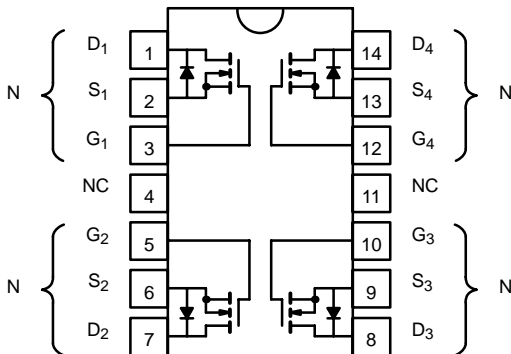 D1 1 14 D4
N S1 2 13 S4 N
G1 3 12 G4
NC 4 11 NC
G2 5 10 G3
N S2 6 9 S3 N
D2 7 8 D3